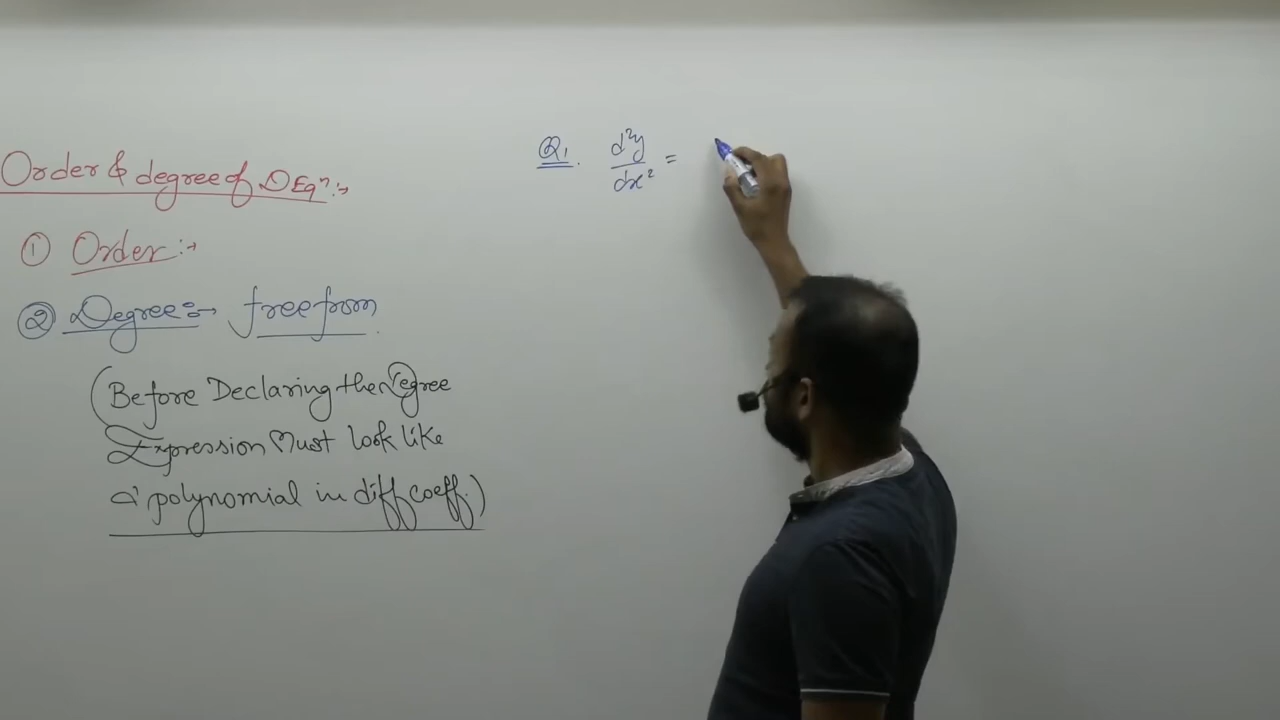 Order & degree of D Eqⁿ :→
① Order :→
② Degree :→ free from
(Before Declaring the Degree
Expression Must look like
a polynomial in diff coeff.)
Q1. d²y/dx² =